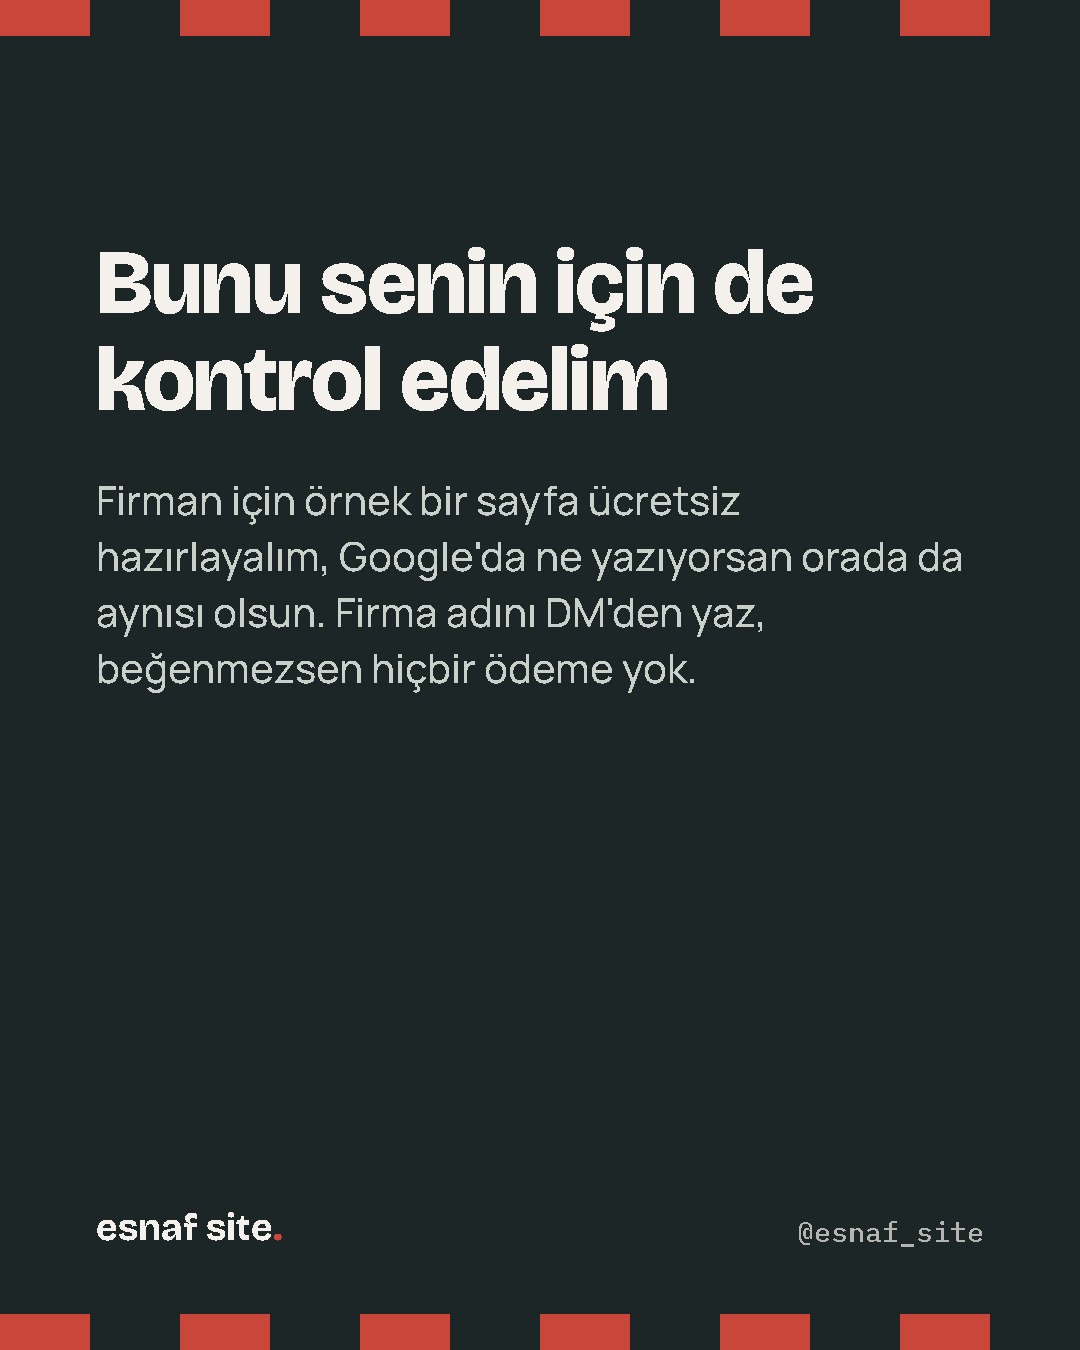 Bunu senin için de
kontrol edelim
Firman için örnek bir sayfa ücretsiz
hazırlayalım, Google'da ne yazıyorsan orada da
aynısı olsun. Firma adını DM'den yaz,
beğenmezsen hiçbir ödeme yok.
esnaf site.
@esnaf_site